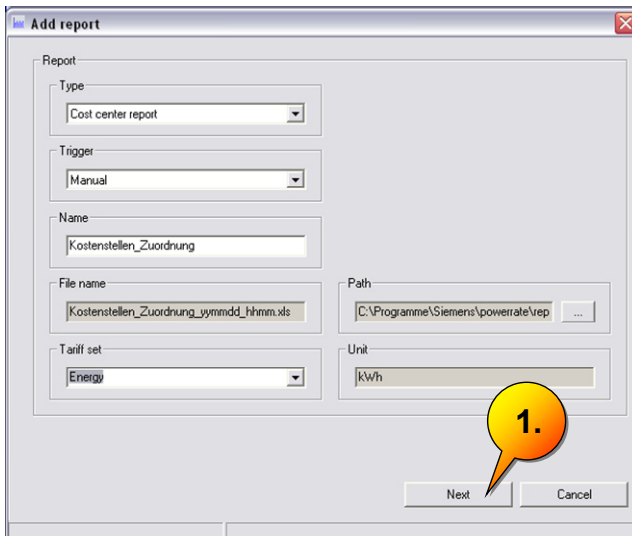 Add report
Report
Type
Cost center report
Trigger
Manual
Name
Kostenstellen_Zuordnung
File name
Kostenstellen_Zuordnung_yymmdd_hhmm.xls
Path
C:\Programme\Siemens\powerrate\rep
...
Tariff set
Energy
Unit
kWh
1.
Next
Cancel